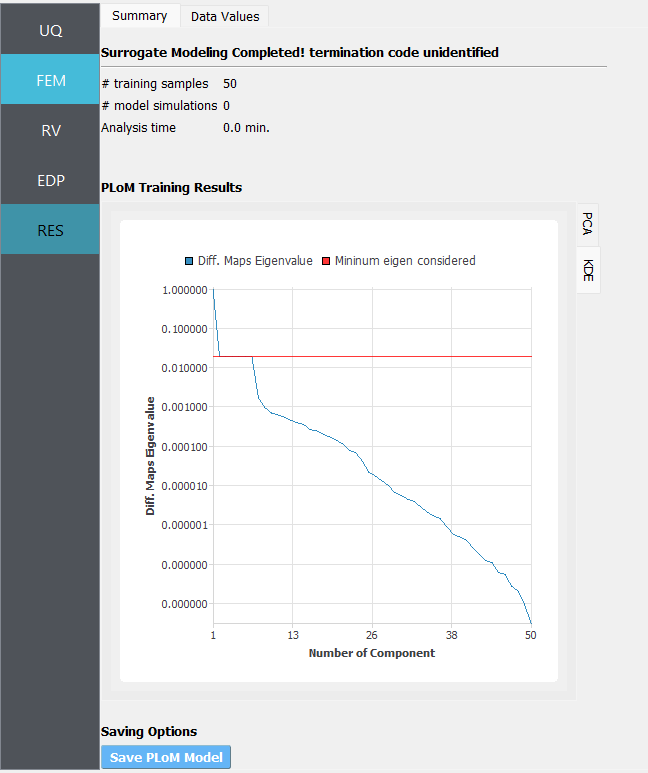 Summary
Data Values
UQ
FEM
RV
EDP
RES
Surrogate Modeling Completed! termination code unidentified
# training samples 50
# model simulations 0
Analysis time 0.0 min.
PLoM Training Results
PCA
KDE
Diff. Maps Eigenvalue
Mininum eigen considered
1.000000
0.100000
0.010000
0.001000
0.000100
0.000010
0.000001
0.000000
0.000000
Diff. Maps Eigenvalue
1 13 26 38 50
Number of Component
Saving Options
Save PLoM Model